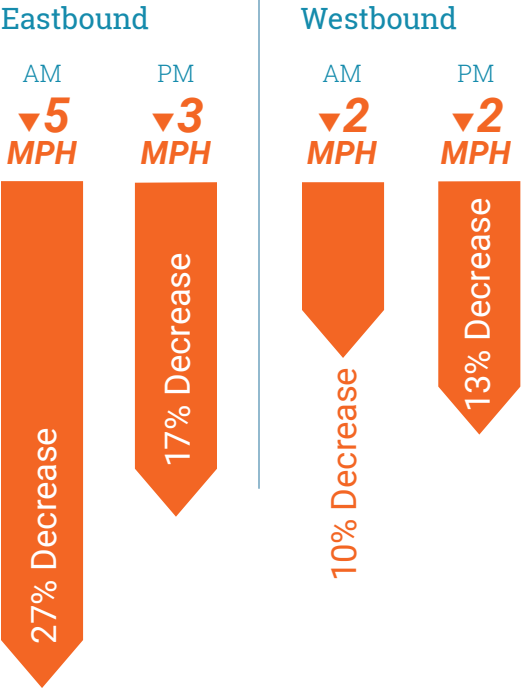 Eastbound
AM
▼5
MPH
27% Decrease
PM
▼3
MPH
17% Decrease
Westbound
AM
▼2
MPH
10% Decrease
PM
▼2
MPH
13% Decrease